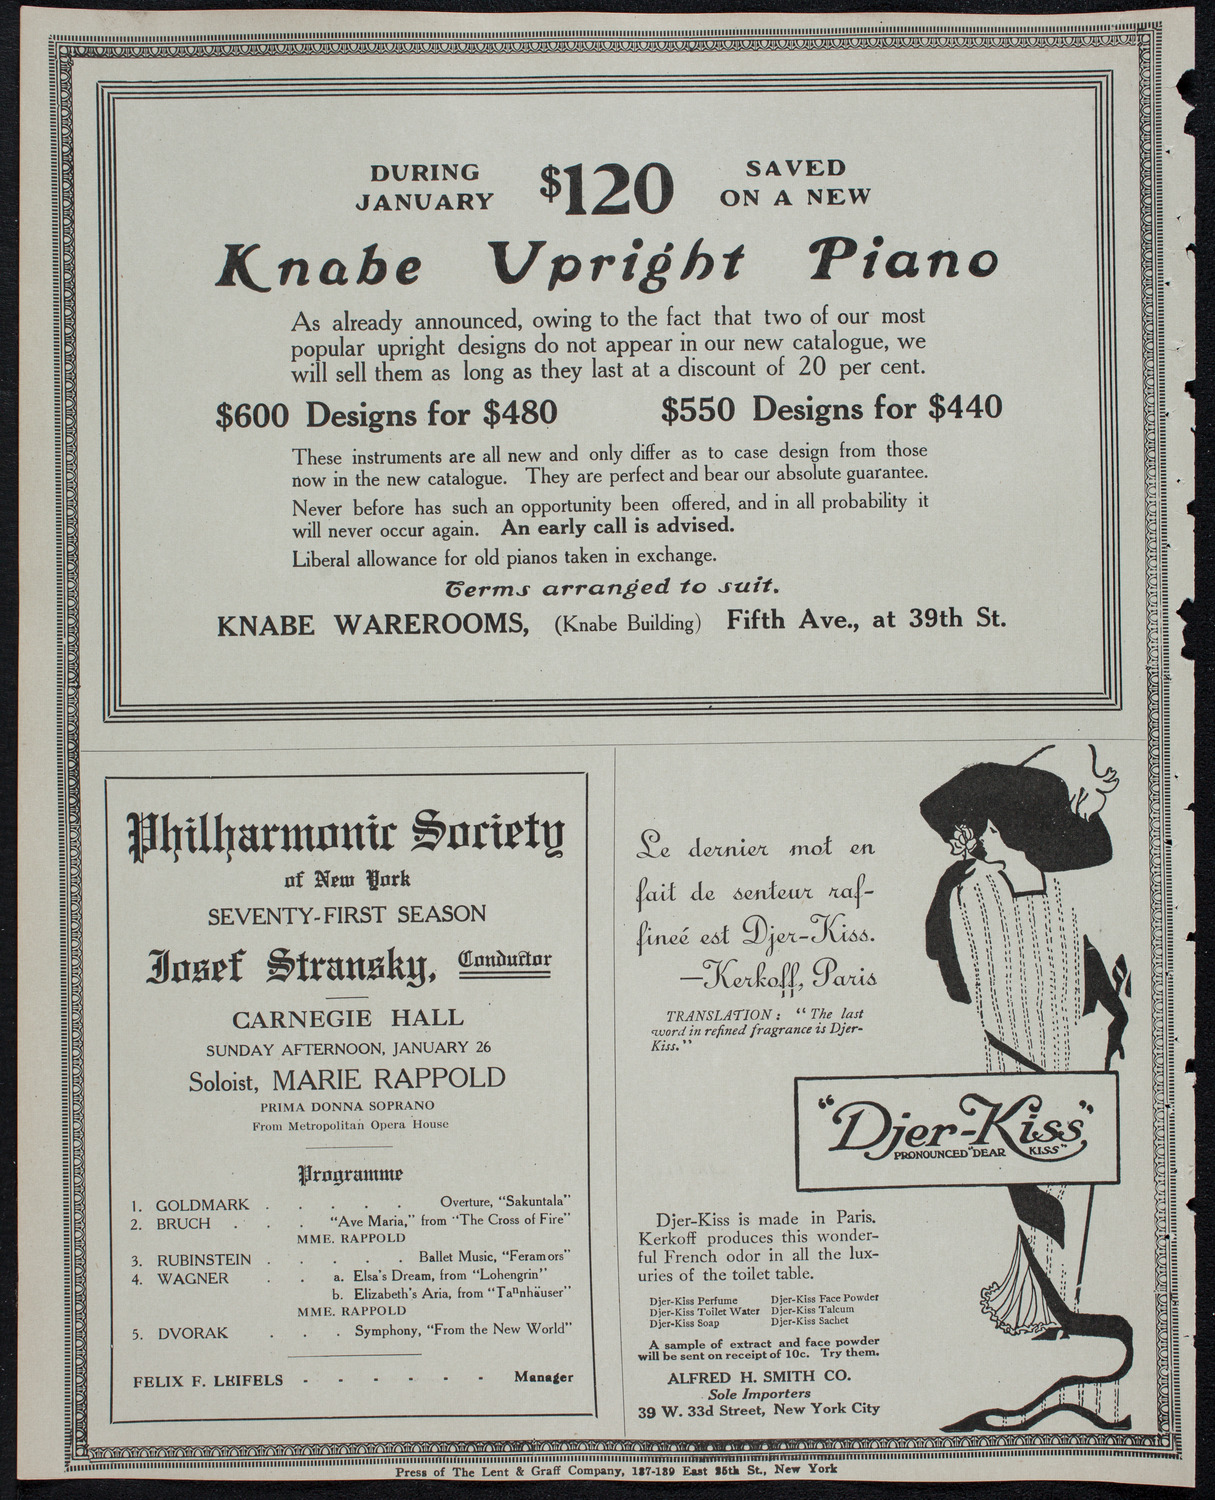 DURING
JANUARY
$120
SAVED
ON A NEW
Knabe Upright Piano
As already announced, owing to the fact that two of our most
popular upright designs do not appear in our new catalogue, we
will sell them as long as they last at a discount of 20 per cent.
$600 Designs for $480
$550 Designs for $440
These instruments are all new and only differ as to case design from those
now in the new catalogue. They are perfect and bear our absolute guarantee.
Never before has such an opportunity been offered, and in all probability it
will never occur again. An early call is advised.
Liberal allowance for old pianos taken in exchange.
Terms arranged to suit.
KNABE WAREROOMS, (Knabe Building) Fifth Ave., at 39th St.
Philharmonic Society
of New York
SEVENTY-FIRST SEASON
Josef Stransky, Conductor
CARNEGIE HALL
SUNDAY AFTERNOON, JANUARY 26
Soloist, MARIE RAPPOLD
PRIMA DONNA SOPRANO
From Metropolitan Opera House
Programme
1. GOLDMARK . . . . . Overture, "Sakuntala"
2. BRUCH . . . "Ave Maria," from "The Cross of Fire"
MME. RAPPOLD
3. RUBINSTEIN . . . . . Ballet Music, "Feramors"
4. WAGNER . . a. Elsa's Dream, from "Lohengrin"
b. Elizabeth's Aria, from "Tannhäuser"
MME. RAPPOLD
5. DVORAK . . . Symphony, "From the New World"
FELIX F. LEIFELS - - - - - - Manager
Le dernier mot en
fait de senteur raf-
fineé est Djer-Kiss.
—Kerkoff, Paris
TRANSLATION: "The last
word in refined fragrance is Djer-
Kiss."
"Djer-Kiss"
PRONOUNCED "DEAR KISS"
Djer-Kiss is made in Paris.
Kerkoff produces this wonder-
ful French odor in all the lux-
uries of the toilet table.
Djer-Kiss Perfume Djer-Kiss Face Powder
Djer-Kiss Toilet Water Djer-Kiss Talcum
Djer-Kiss Soap Djer-Kiss Sachet
A sample of extract and face powder
will be sent on receipt of 10c. Try them.
ALFRED H. SMITH CO.
Sole Importers
39 W. 33d Street, New York City
Press of The Lent & Graff Company, 137-139 East 25th St., New York